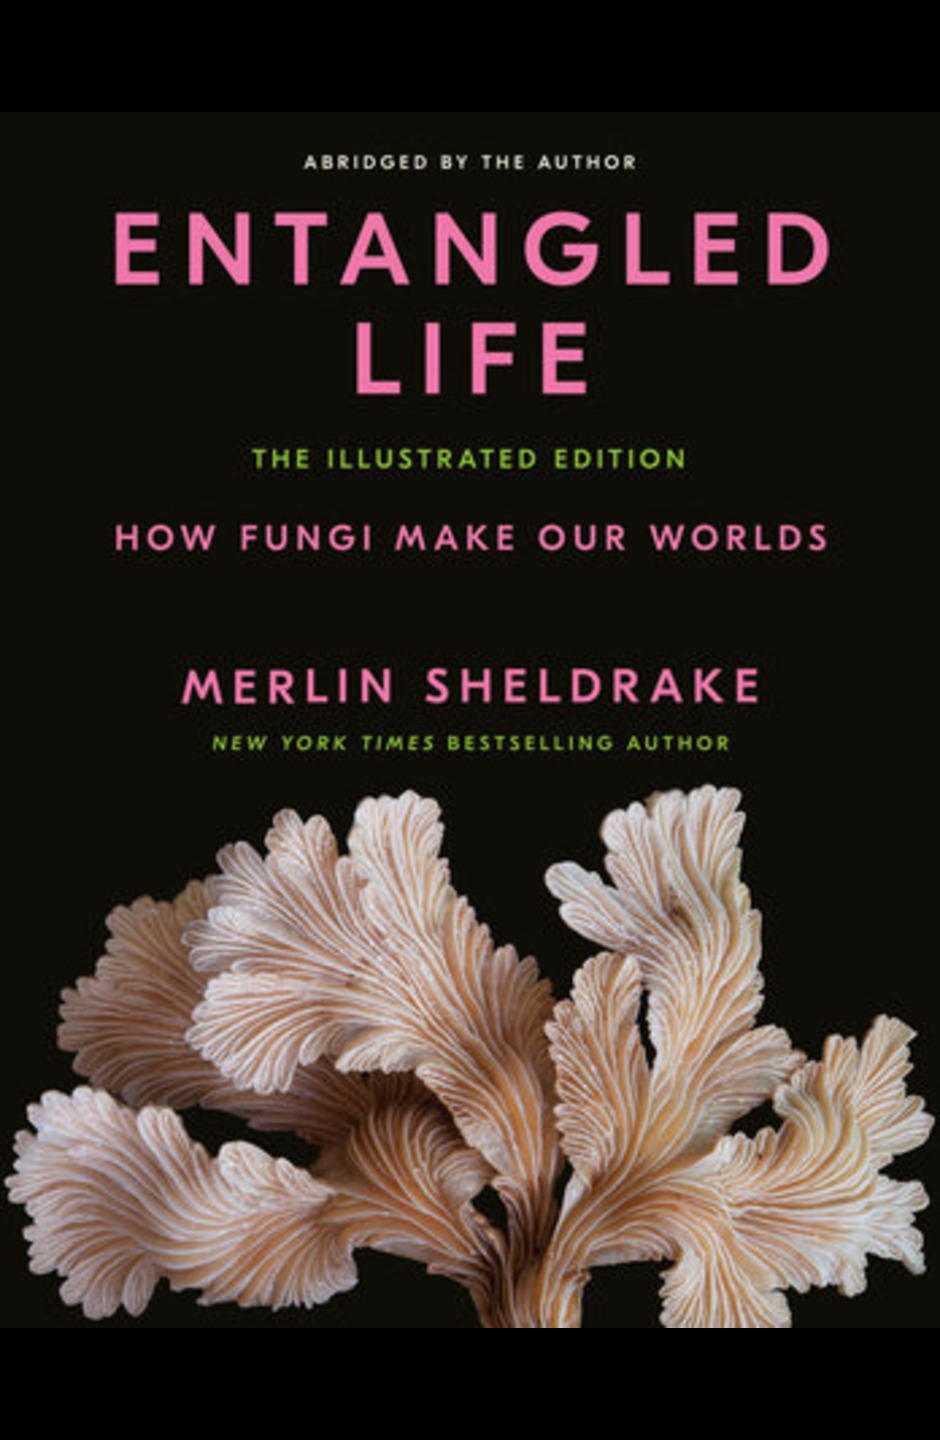 ABRIDGED BY THE AUTHOR
ENTANGLED
LIFE
THE ILLUSTRATED EDITION
HOW FUNGI MAKE OUR WORLDS
MERLIN SHELDRAKE
NEW YORK TIMES BESTSELLING AUTHOR